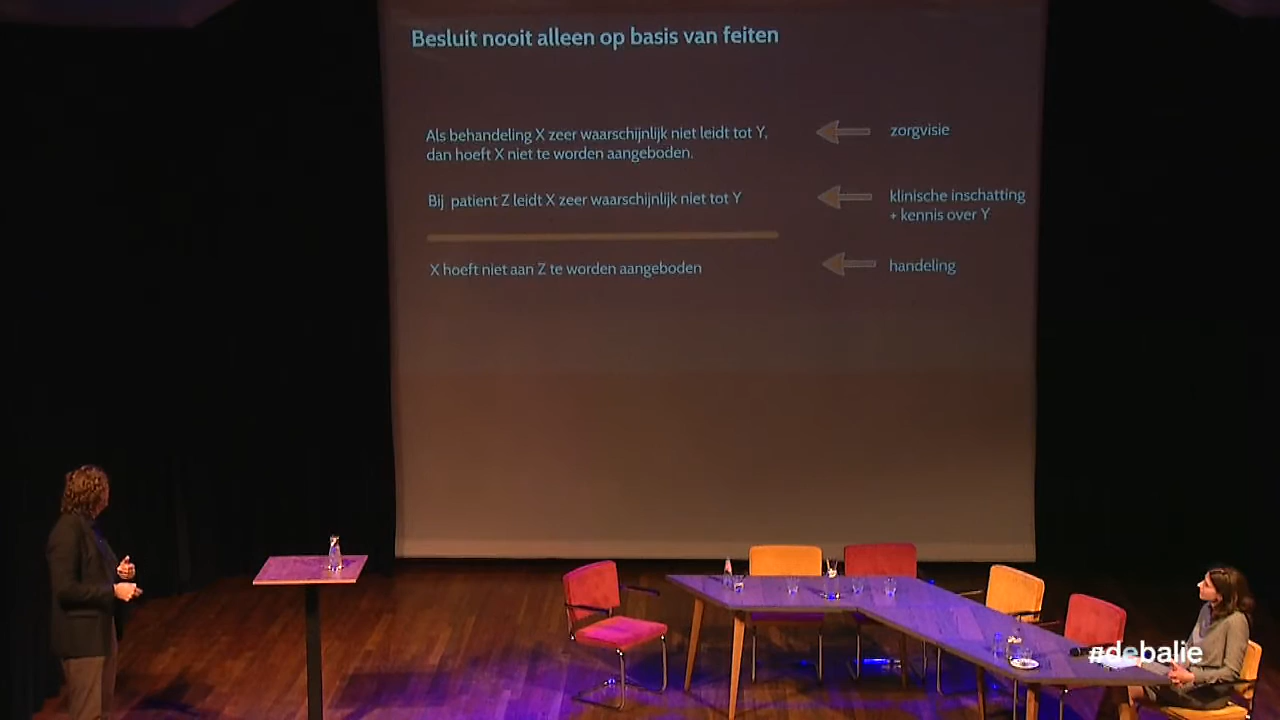 Besluit nooit alleen op basis van feiten
Als behandeling X zeer waarschijnlijk niet leidt tot Y,
dan hoeft X niet te worden aangeboden.
zorgvisie
Bij patient Z leidt X zeer waarschijnlijk niet tot Y
klinische inschatting
+ kennis over Y
X hoeft niet aan Z te worden aangeboden
handeling
#debalie